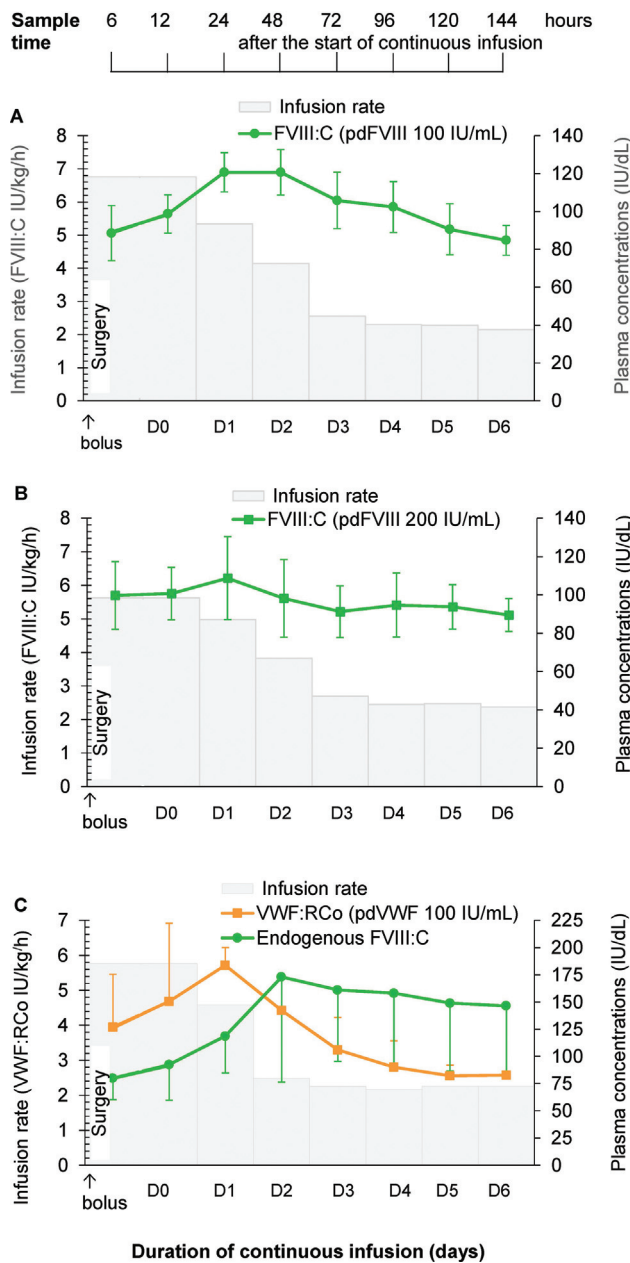 Sample 6 12 24 48 72 96 120 144 hours
time after the start of continuous infusion
A
Infusion rate
FVIII:C (pdFVIII 100 IU/mL)
Infusion rate (FVIII:C IU/kg/h)
8
7
6
5
4
3
2
1
0
Surgery
140
120
100
80
60
40
20
0
Plasma concentrations (IU/dL)
↑ D0 D1 D2 D3 D4 D5 D6
bolus
B
Infusion rate
FVIII:C (pdFVIII 200 IU/mL)
Infusion rate (FVIII:C IU/kg/h)
8
7
6
5
4
3
2
1
0
Surgery
140
120
100
80
60
40
20
0
Plasma concentrations (IU/dL)
↑ D0 D1 D2 D3 D4 D5 D6
bolus
C
Infusion rate
VWF:RCo (pdVWF 100 IU/mL)
Endogenous FVIII:C
Infusion rate (VWF:RCo IU/kg/h)
7
6
5
4
3
2
1
0
Surgery
225
200
175
150
125
100
75
50
25
0
Plasma concentrations (IU/dL)
↑ D0 D1 D2 D3 D4 D5 D6
bolus
Duration of continuous infusion (days)